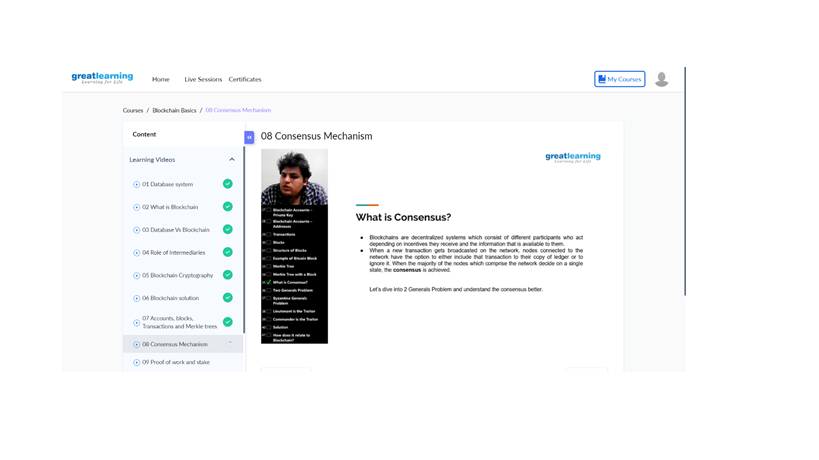 greatlearning
Learning for Life
Home
Live Sessions
Certificates
My Courses
Courses / Blockchain Basics / 08 Consensus Mechanism
Content
Learning Videos
01 Database system
02 What is Blockchain
03 Database Vs Blockchain
04 Role of Intermediaries
05 Blockchain Cryptography
06 Blockchain solution
07 Accounts, blocks,
Transactions and Merkle trees
08 Consensus Mechanism
09 Proof of work and stake
08 Consensus Mechanism
Blockchain Accounts -
Private Key
Blockchain Accounts -
Addresses
Transactions
Blocks
Structure of Blocks
Example of Bitcoin Block
Merkle Tree
Merkle Tree with a Block
What is Consensus?
Two Generals Problem
Byzantine Generals
Problem
Lieutenant is the Traitor
Commander is the Traitor
Solution
How does it relate to
Blockchain?
greatlearning
Learning for Life
What is Consensus?
● Blockchains are decentralized systems which consist of different participants who act
depending on incentives they receive and the information that is available to them.
● When a new transaction gets broadcasted on the network, nodes connected to the
network have the option to either include that transaction to their copy of ledger or to
ignore it. When the majority of the nodes which comprise the network decide on a single
state, the consensus is achieved.
Let's dive into 2 Generals Problem and understand the consensus better.